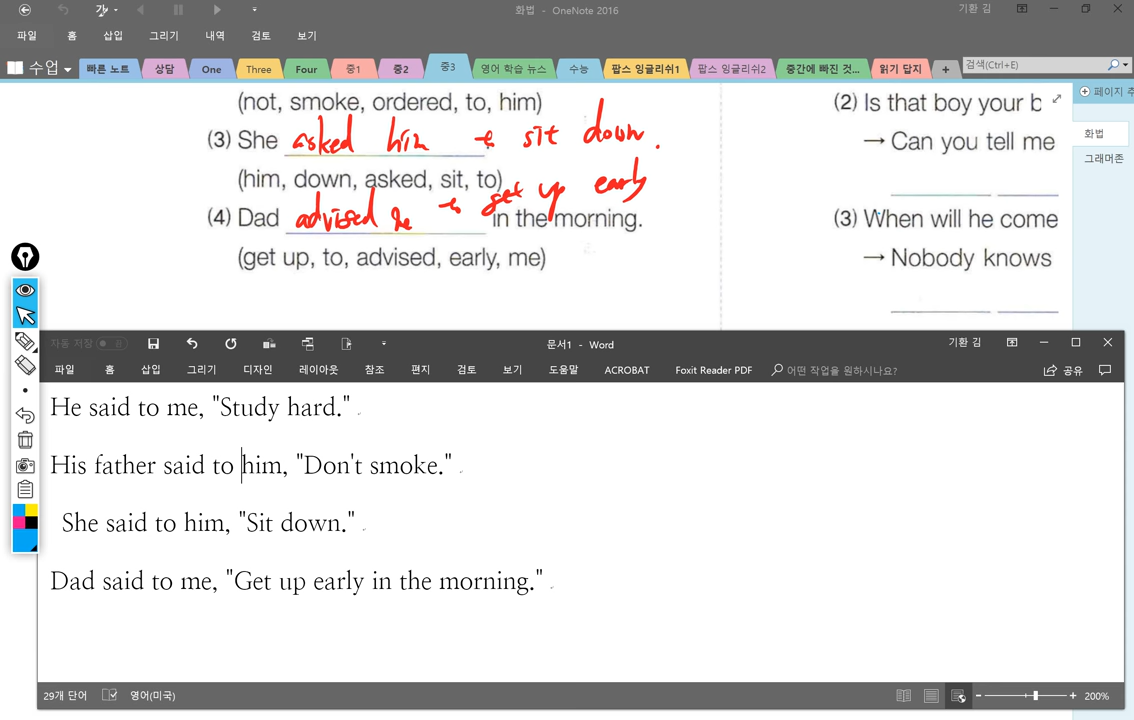 화법 - OneNote 2016
기환 김
파일 홈 삽입 그리기 내역 검토 보기
수업 빠른 노트 상담 One Three Four 중1 중2 중3 영어 학습 뉴스 수능 팝스 잉글리쉬1 팝스 잉글리쉬2 중간에 빠진 것... 읽기 답지 + 검색(Ctrl+E)
페이지 추
화법
그래머존
(not, smoke, ordered, to, him)
(3) She asked him to sit down.
(him, down, asked, sit, to)
(4) Dad advised me to get up early in the morning.
(get up, to, advised, early, me)
(2) Is that boy your b
→ Can you tell me
(3) When will he come
→ Nobody knows
자동 저장 문서1 - Word 기환 김
파일 홈 삽입 그리기 디자인 레이아웃 참조 편지 검토 보기 도움말 ACROBAT Foxit Reader PDF 어떤 작업을 원하시나요? 공유
He said to me, "Study hard."
His father said to him, "Don't smoke."
She said to him, "Sit down."
Dad said to me, "Get up early in the morning."
29개 단어 영어(미국) 200%